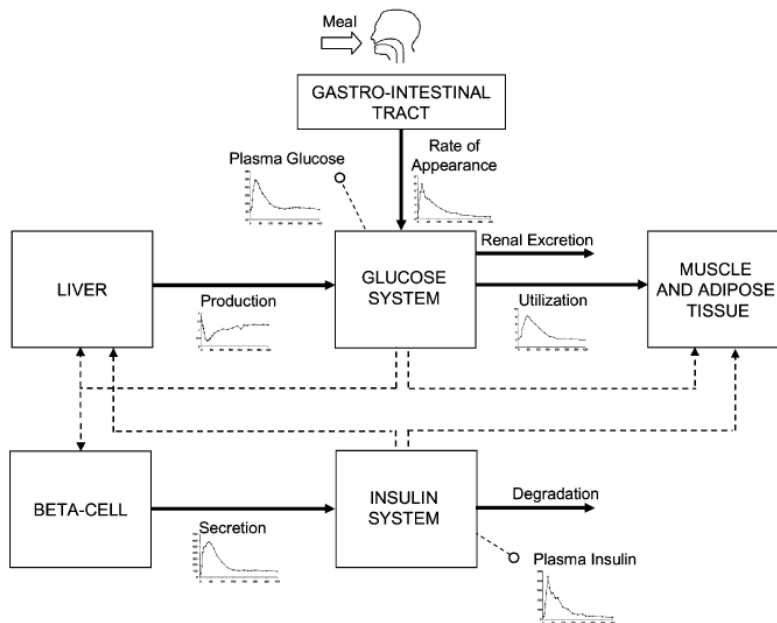 Meal
GASTRO-INTESTINAL
TRACT
Plasma Glucose
Rate of
Appearance
LIVER
Production
GLUCOSE
SYSTEM
Renal Excretion
Utilization
MUSCLE
AND ADIPOSE
TISSUE
BETA-CELL
Secretion
INSULIN
SYSTEM
Degradation
Plasma Insulin